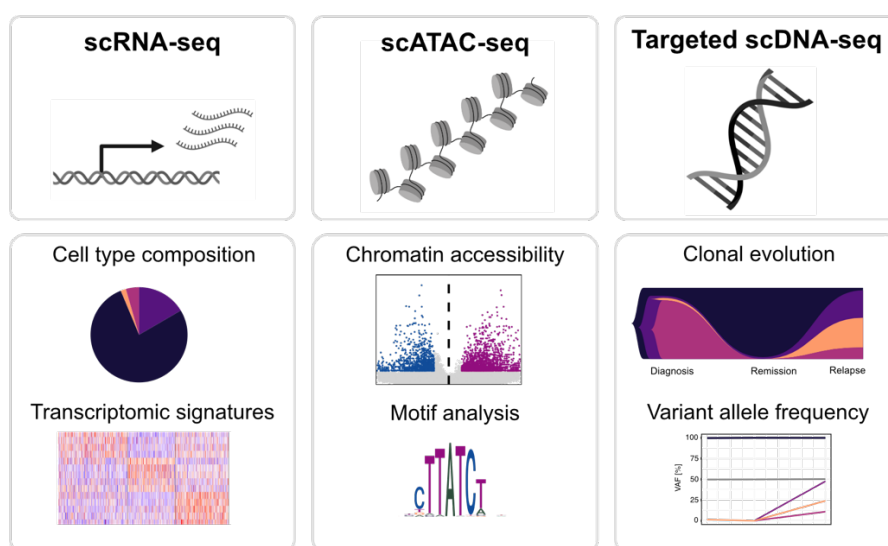 scRNA-seq
scATAC-seq
Targeted scDNA-seq
Cell type composition
Transcriptomic signatures
Chromatin accessibility
Motif analysis
CTTATCT
A
Clonal evolution
Diagnosis Remission Relapse
Variant allele frequency
VAF [%]
100
75
50
25
0